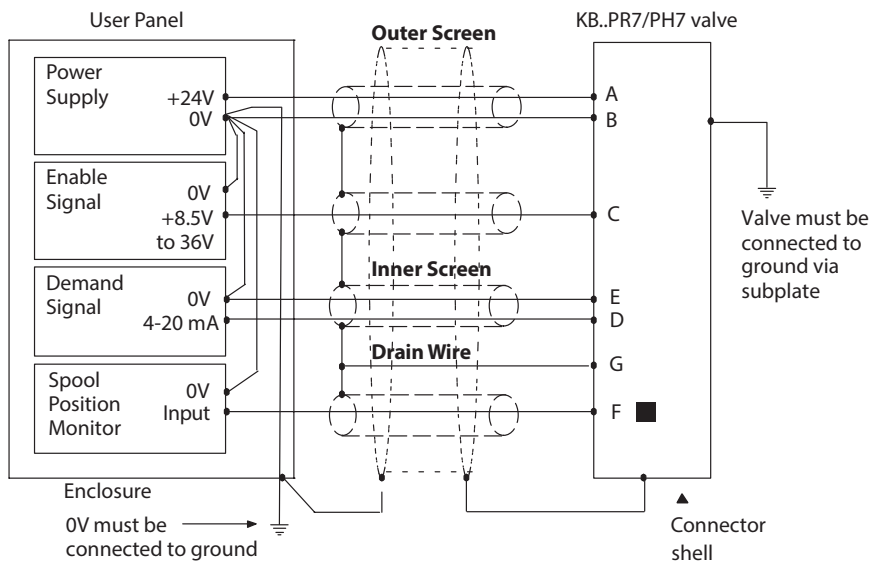 User Panel
Outer Screen
KB..PR7/PH7 valve
Power
Supply
+24V
0V
A
B
Enable
Signal
0V
+8.5V
to 36V
C
Valve must be
connected to
ground via
subplate
Inner Screen
Demand
Signal
0V
4-20 mA
E
D
Drain Wire
G
Spool
Position
Monitor
0V
Input
F
Enclosure
0V must be
connected to ground
Connector
shell